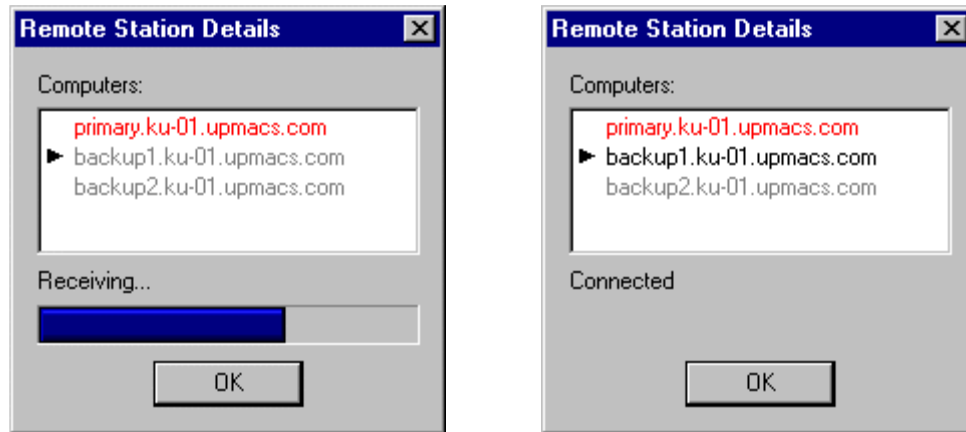 Remote Station Details
Computers:
primary.ku-01.upmacs.com
backup1.ku-01.upmacs.com
backup2.ku-01.upmacs.com
Receiving...
OK
Remote Station Details
Computers:
primary.ku-01.upmacs.com
backup1.ku-01.upmacs.com
backup2.ku-01.upmacs.com
Connected
OK